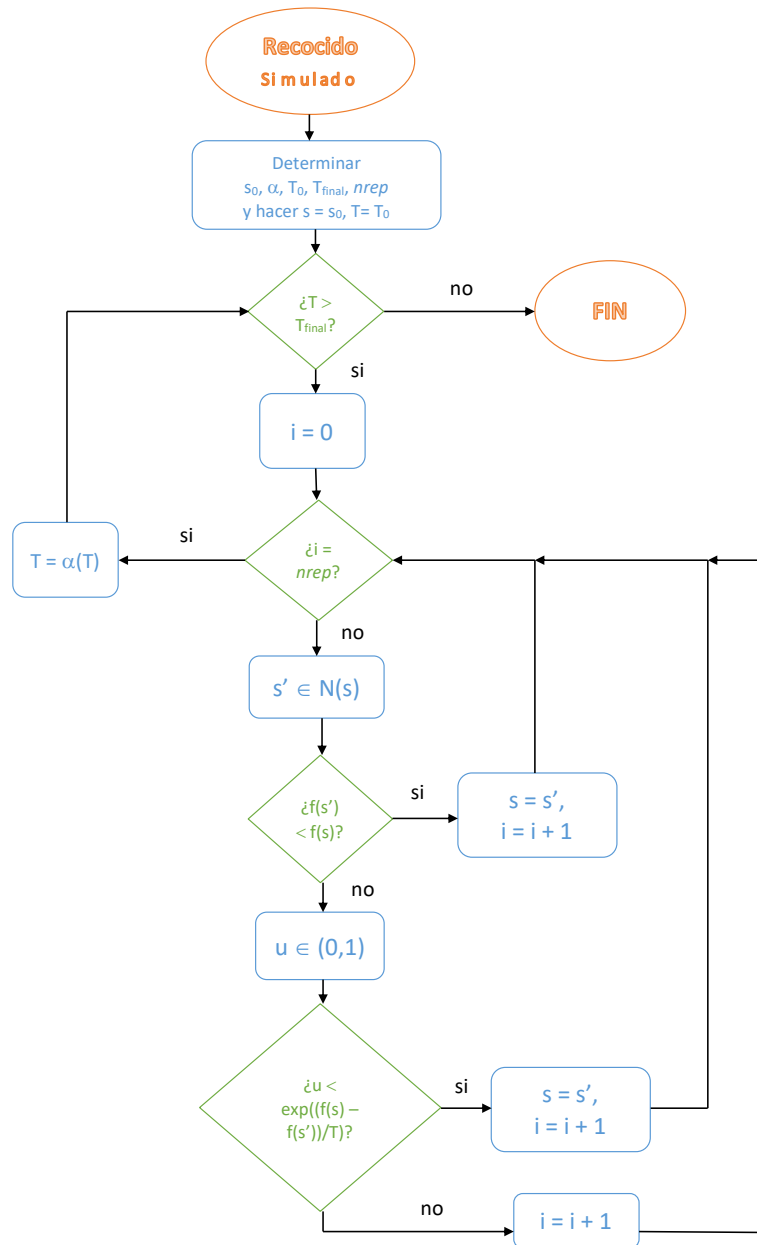 Recocido
Simulado
Determinar
s₀, α, T₀, T_final, nrep
y hacer s = s₀, T= T₀
¿T >
T_final?
no
FIN
si
i = 0
si
T = α(T)
¿i =
nrep?
no
s’ ∈ N(s)
¿f(s’)
< f(s)?
si
s = s’,
i = i + 1
no
u ∈ (0,1)
¿u <
exp((f(s) –
f(s’))/T)?
si
s = s’,
i = i + 1
no
i = i + 1